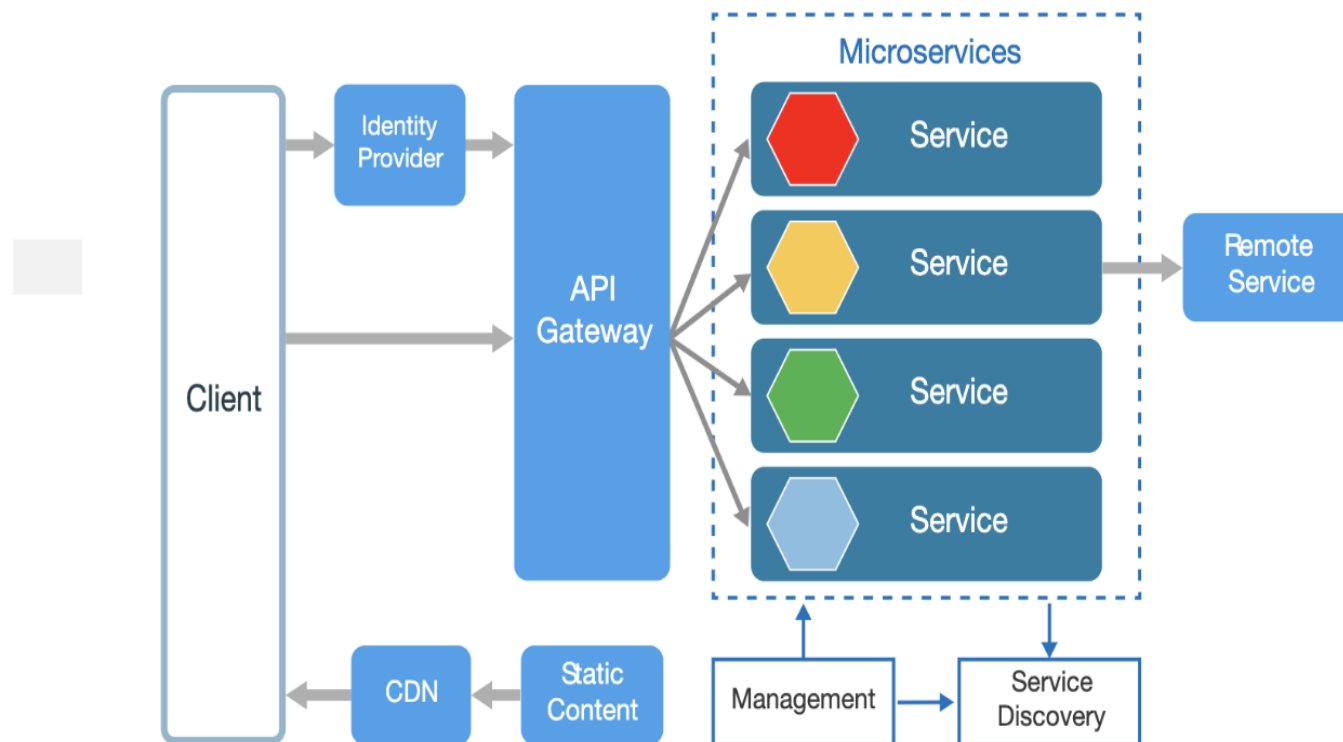 Microservices
Identity
Provider
Service
API
Gateway
Service
Remote
Service
Client
Service
Service
CDN
Static
Content
Management
Service
Discovery